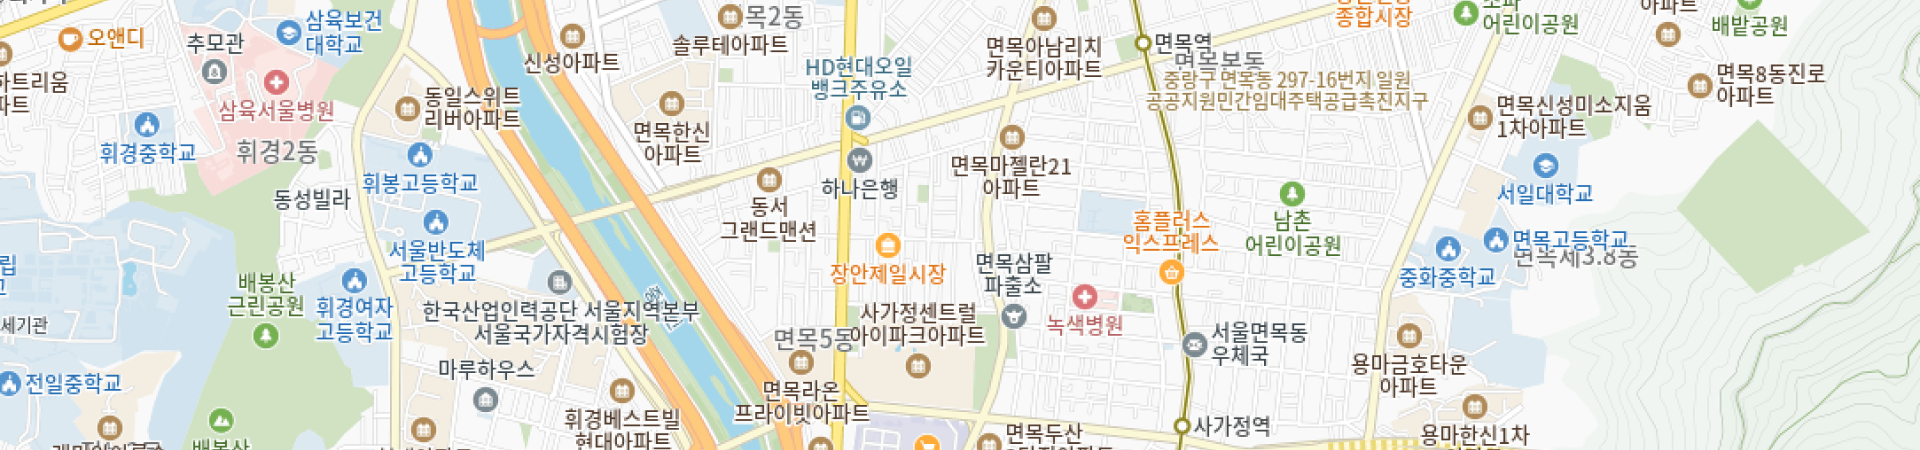 오앤디
추모관
삼육보건
대학교
신성아파트
목2동
솔루테아파트
HD현대오일
뱅크주유소
면목아남리치
카운티아파트
면목역
면목본동
중랑구 면목동 297-16번지 일원
공공지원민간임대주택공급촉진지구
종합시장
어린이공원
아파트
배밭공원
면목8동진로
아파트
면목신성미소지움
1차아파트
하트리움
파트
삼육서울병원
동일스위트
리버아파트
휘경중학교
휘경2동
휘봉고등학교
면목한신
아파트
하나은행
면목마젤란21
아파트
서일대학교
동성빌라
동서
그랜드맨션
서울반도체
고등학교
장안제일시장
홈플러스
익스프레스
남촌
어린이공원
면목고등학교
면목제3.8동
중화중학교
면목삼팔
파출소
녹색병원
배봉산
근린공원
휘경여자
고등학교
한국산업인력공단 서울지역본부
서울국가자격시험장
사가정센트럴
아이파크아파트
면목5동
서울면목동
우체국
용마금호타운
아파트
세기관
전일중학교
마루하우스
면목라온
프라이빗아파트
휘경베스트빌
현대아파트
사가정역
면목두산
용마한신1차
배봉산